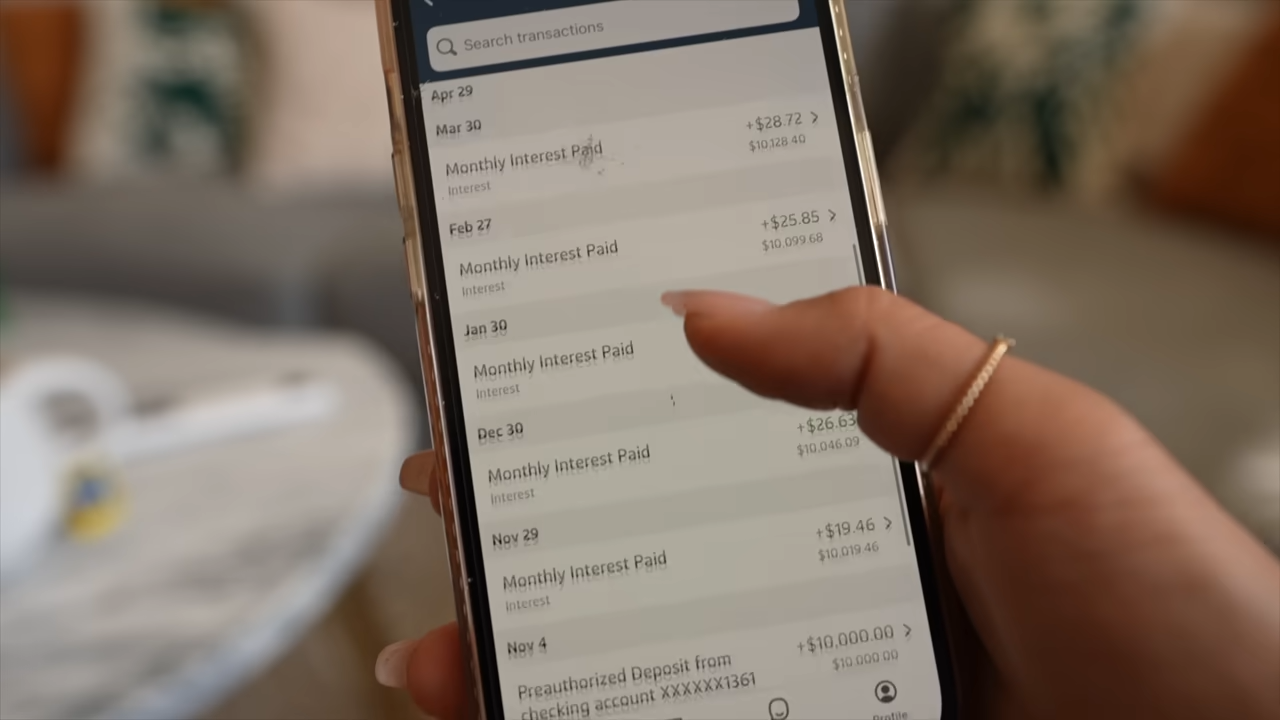 Search transactions
Apr 29
Mar 30
Monthly Interest Paid +$28.72
Interest $10,128.40
Feb 27
Monthly Interest Paid +$25.85
Interest $10,099.68
Jan 30
Monthly Interest Paid
Interest
Dec 30
Monthly Interest Paid +$26.63
Interest $10,046.09
Nov 29
Monthly Interest Paid +$19.46
Interest $10,019.46
Nov 4
Preauthorized Deposit from +$10,000.00
checking account XXXXXX1361 $10,000.00
Profile